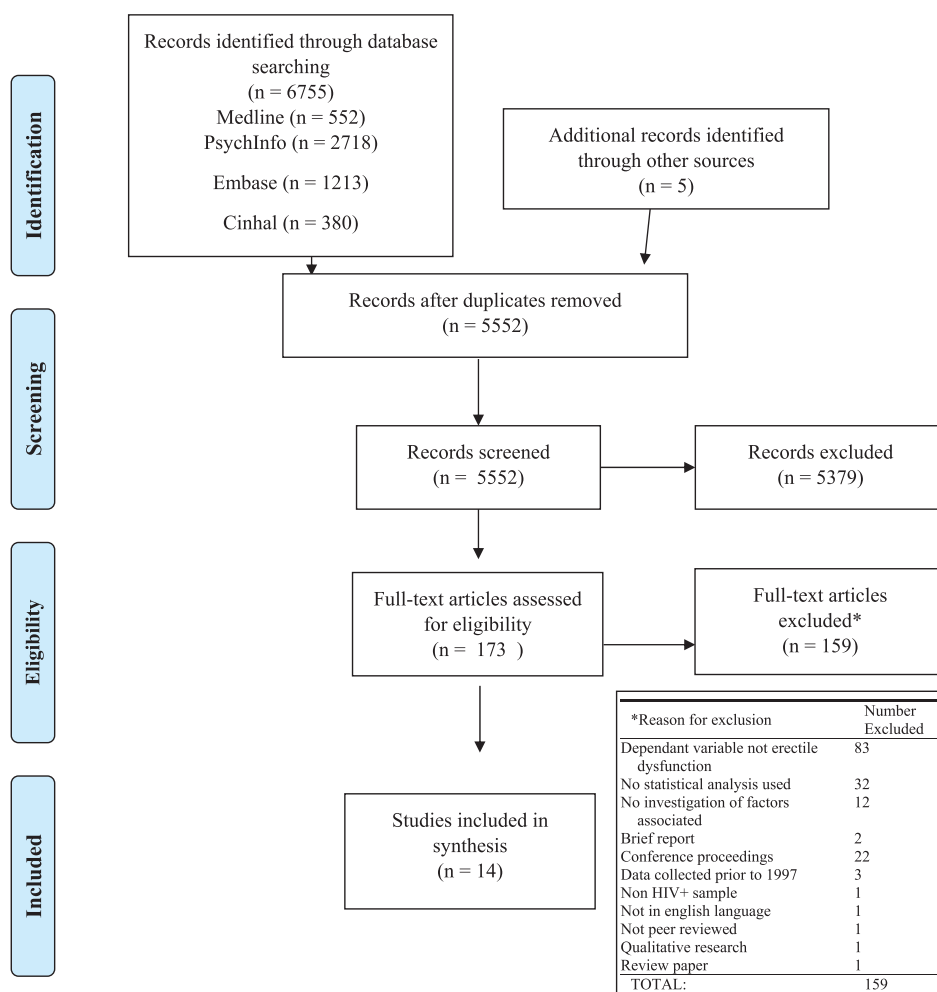 Identification
Records identified through database
searching
(n = 6755)
Medline (n = 552)
PsychInfo (n = 2718)
Embase (n = 1213)
Cinhal (n = 380)
Additional records identified
through other sources
(n = 5)
Records after duplicates removed
(n = 5552)
Screening
Records screened
(n = 5552)
Records excluded
(n = 5379)
Eligibility
Full-text articles assessed
for eligibility
(n = 173 )
Full-text articles
excluded*
(n = 159)
Included
Studies included in
synthesis
(n = 14)
*Reason for exclusion Number
Excluded
Dependant variable not erectile 83
dysfunction
No statistical analysis used 32
No investigation of factors 12
associated
Brief report 2
Conference proceedings 22
Data collected prior to 1997 3
Non HIV+ sample 1
Not in english language 1
Not peer reviewed 1
Qualitative research 1
Review paper 1
TOTAL: 159